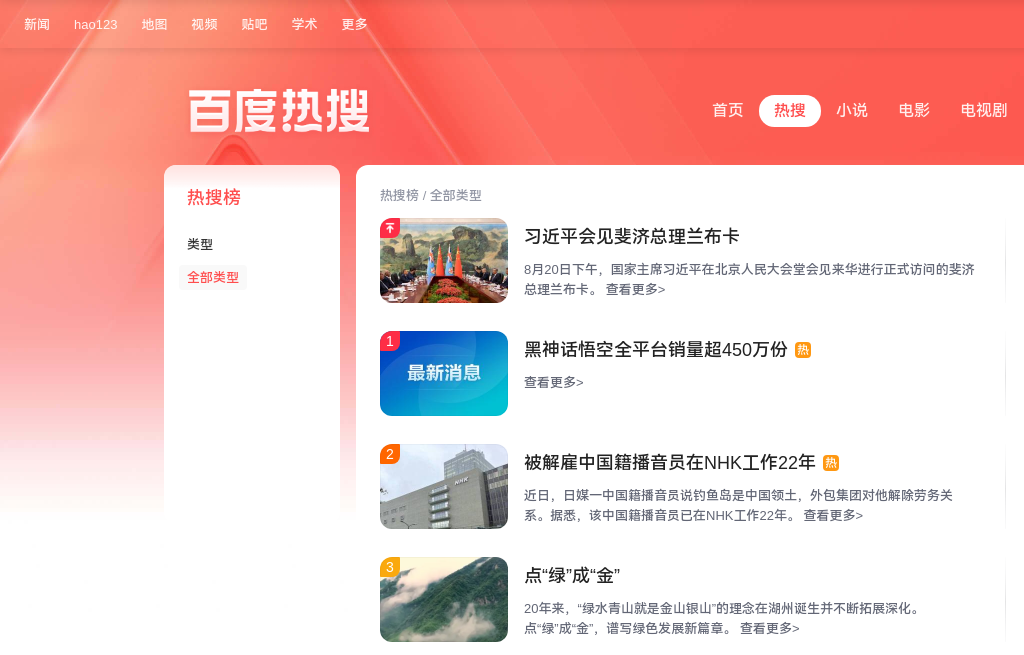 新闻 hao123 地图 视频 贴吧 学术 更多
百度热搜
首页 热搜 小说 电影 电视剧
热搜榜
类型
全部类型
热搜榜 / 全部类型
习近平会见斐济总理兰布卡
8月20日下午，国家主席习近平在北京人民大会堂会见来华进行正式访问的斐济
总理兰布卡。 查看更多>
1
最新消息
黑神话悟空全平台销量超450万份 热
查看更多>
2
NHK
被解雇中国籍播音员在NHK工作22年 热
近日，日媒一中国籍播音员说钓鱼岛是中国领土，外包集团对他解除劳务关
系。据悉，该中国籍播音员已在NHK工作22年。 查看更多>
3
点“绿”成“金”
20年来，“绿水青山就是金山银山”的理念在湖州诞生并不断拓展深化。
点“绿”成“金”，谱写绿色发展新篇章。 查看更多>